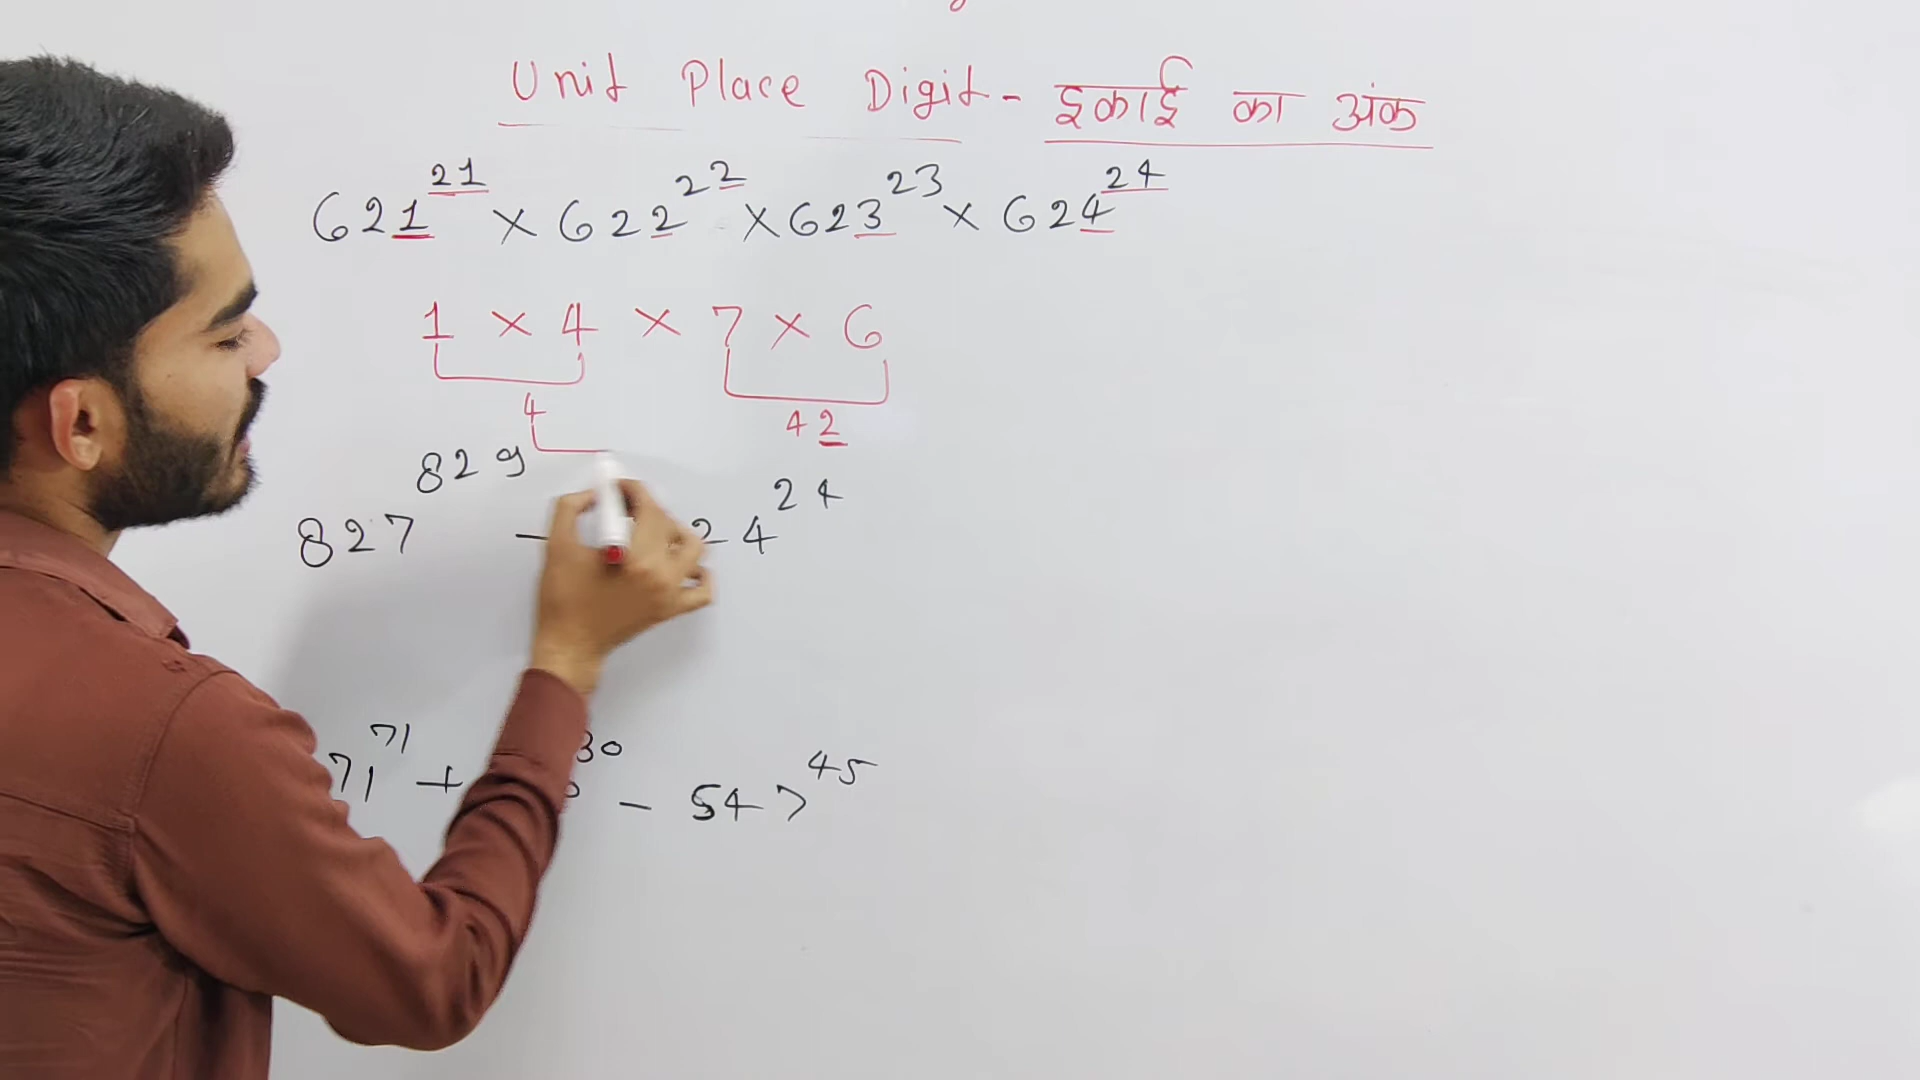 Unit Place Digit - इकाई का अंक
621^21 × 622^22 × 623^23 × 624^24
1 × 4 × 7 × 6
4 42
827^829 - 24^24
71^71 + ^30 - 547^45